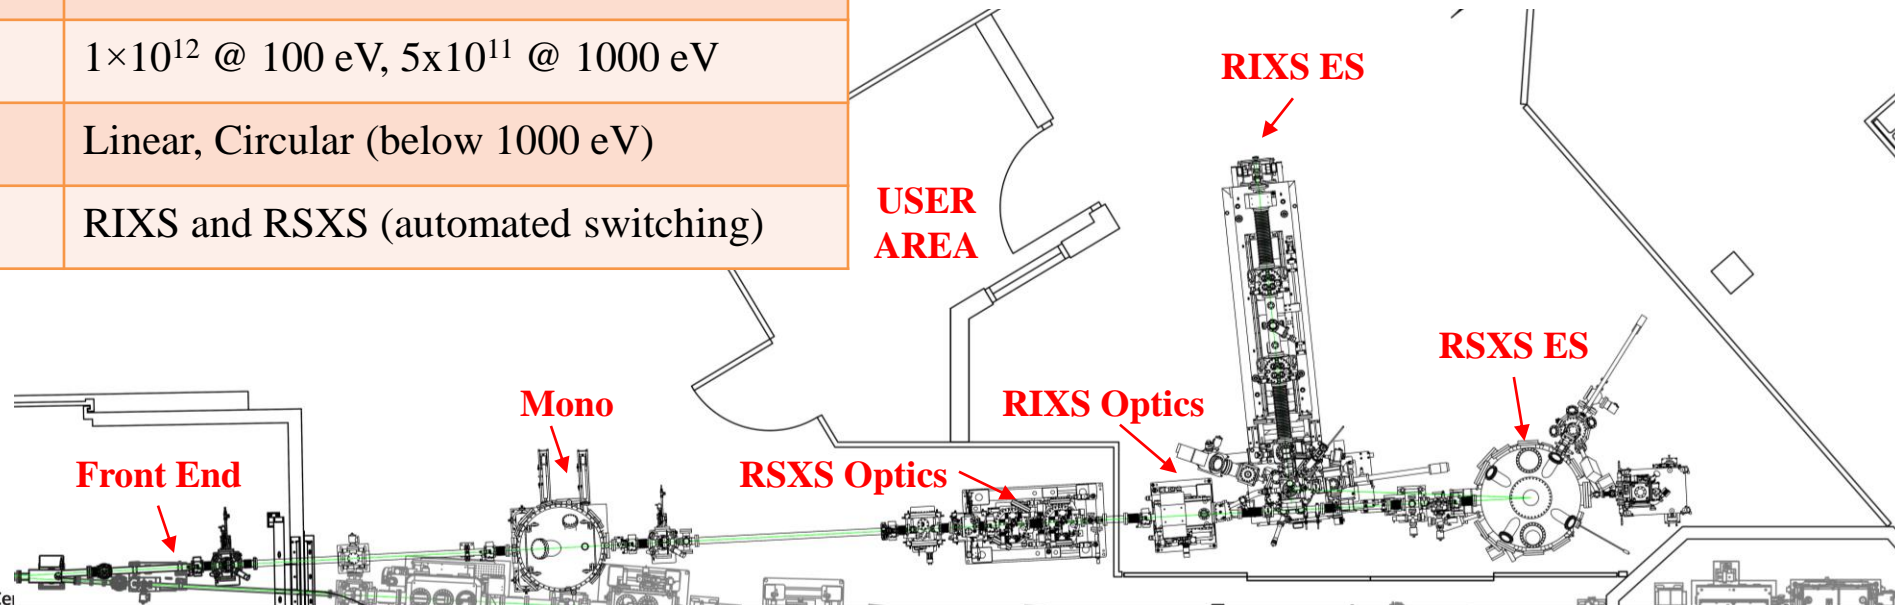 1×10¹² @ 100 eV, 5x10¹¹ @ 1000 eV
Linear, Circular (below 1000 eV)
RIXS and RSXS (automated switching)
RIXS ES
USER
AREA
RSXS ES
Mono
RIXS Optics
Front End
RSXS Optics